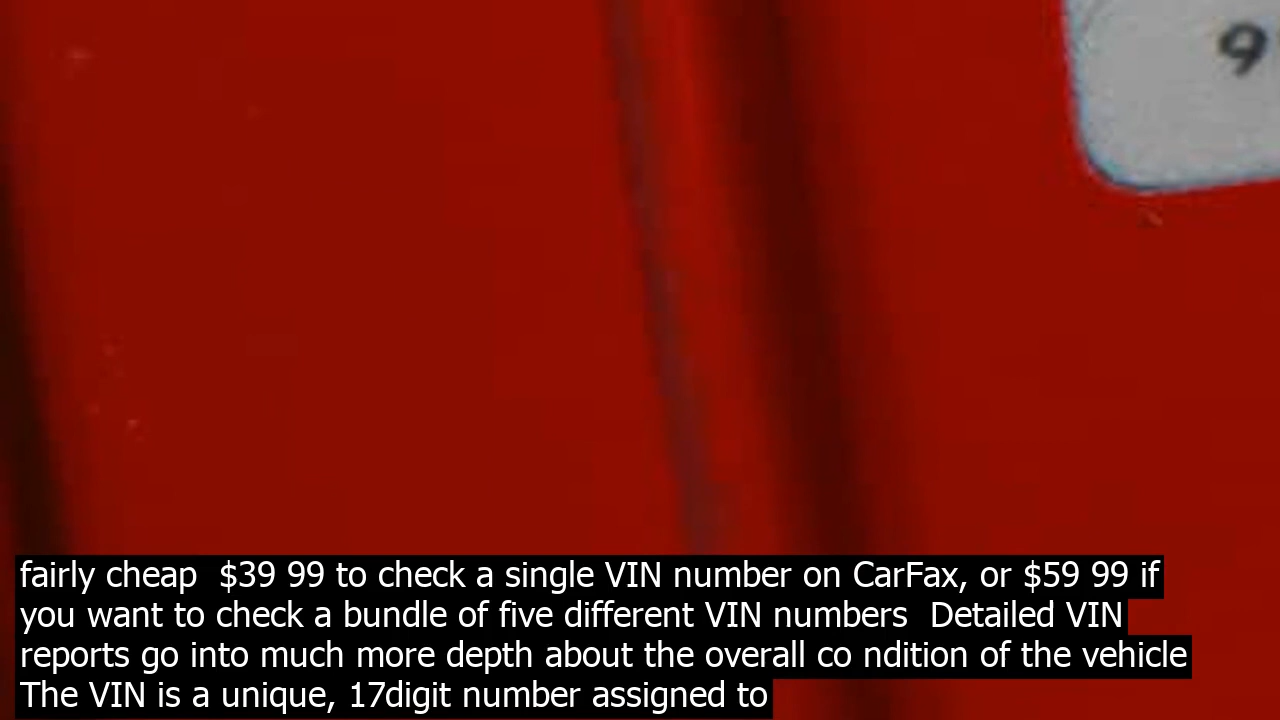 9
fairly cheap  $39 99 to check a single VIN number on CarFax, or $59 99 if
you want to check a bundle of five different VIN numbers  Detailed VIN
reports go into much more depth about the overall co ndition of the vehicle
The VIN is a unique, 17digit number assigned to